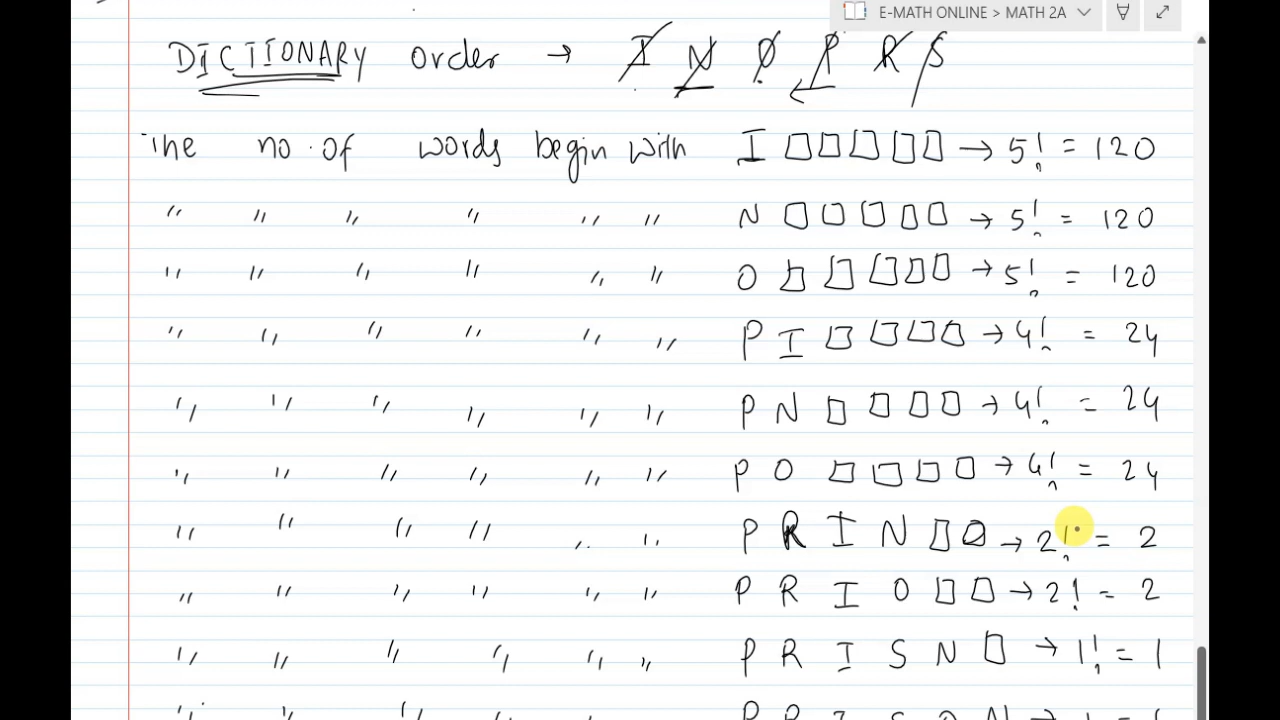 E-MATH ONLINE > MATH 2A
DICTIONARY order → I N O P R S
The no. of words begin with I □□□□□ → 5! = 120
" " " " " " N □□□□□ → 5! = 120
" " " " " " O □□□□□ → 5! = 120
" " " " " " P I □□□□ → 4! = 24
" " " " " " P N □□□□ → 4! = 24
" " " " " " P O □□□□ → 4! = 24
" " " " " " P R I N □□ → 2! = 2
" " " " " " P R I O □□ → 2! = 2
" " " " " " P R I S N □ → 1! = 1